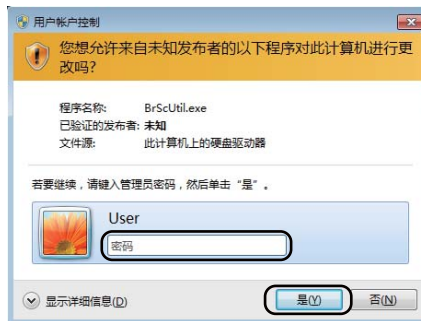 用户帐户控制
您想允许来自未知发布者的以下程序对此计算机进行更
改吗?
程序名称: BrScUtil.exe
已验证的发布者: 未知
文件源: 此计算机上的硬盘驱动器
若要继续，请键入管理员密码，然后单击“是”。
User
密码
显示详细信息(D)
是(Y)
否(N)